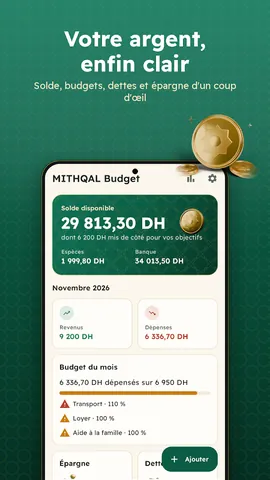 Votre argent,
enfin clair
Solde, budgets, dettes et épargne d'un coup
d'œil
MITHQAL Budget
Solde disponible
29 813,30 DH
dont 6 200 DH mis de côté pour vos objectifs
Espèces
Banque
1 999,80 DH
34 013,50 DH
Novembre 2026
Revenus
Dépenses
9 200 DH
6 336,70 DH
Budget du mois
6 336,70 DH dépensés sur 6 950 DH
Transport · 110 %
Loyer · 100 %
Aide à la famille · 100 %
Épargne
Dett
+ Ajouter